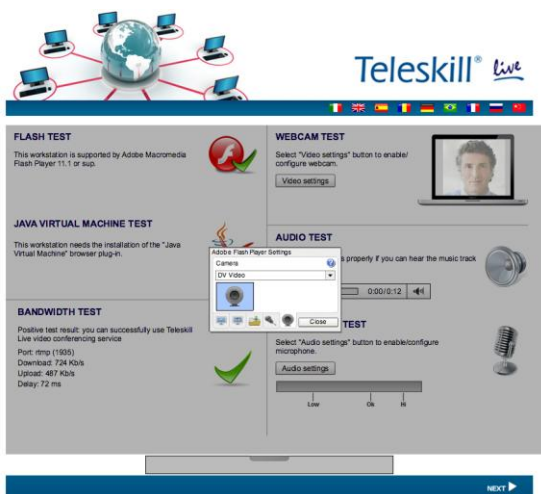 Teleskill® live
FLASH TEST
This workstation is supported by Adobe Macromedia
Flash Player 11.1 or sup.
JAVA VIRTUAL MACHINE TEST
This workstation needs the installation of the "Java
Virtual Machine" browser plug-in.
BANDWIDTH TEST
Positive test result: you can successfully use Teleskill
Live video conferencing service
Port: rtmp (1935)
Download: 724 Kb/s
Upload: 487 Kb/s
Delay: 72 ms
WEBCAM TEST
Select "Video settings" button to enable/
configure webcam.
Video settings
AUDIO TEST
s properly if you can hear the music track
0:00/0:12
Adobe Flash Player Settings
Camera
?
DV Video
Close
TEST
Select "Audio settings" button to enable/configure
microphone.
Audio settings
Low Ok Hi
NEXT